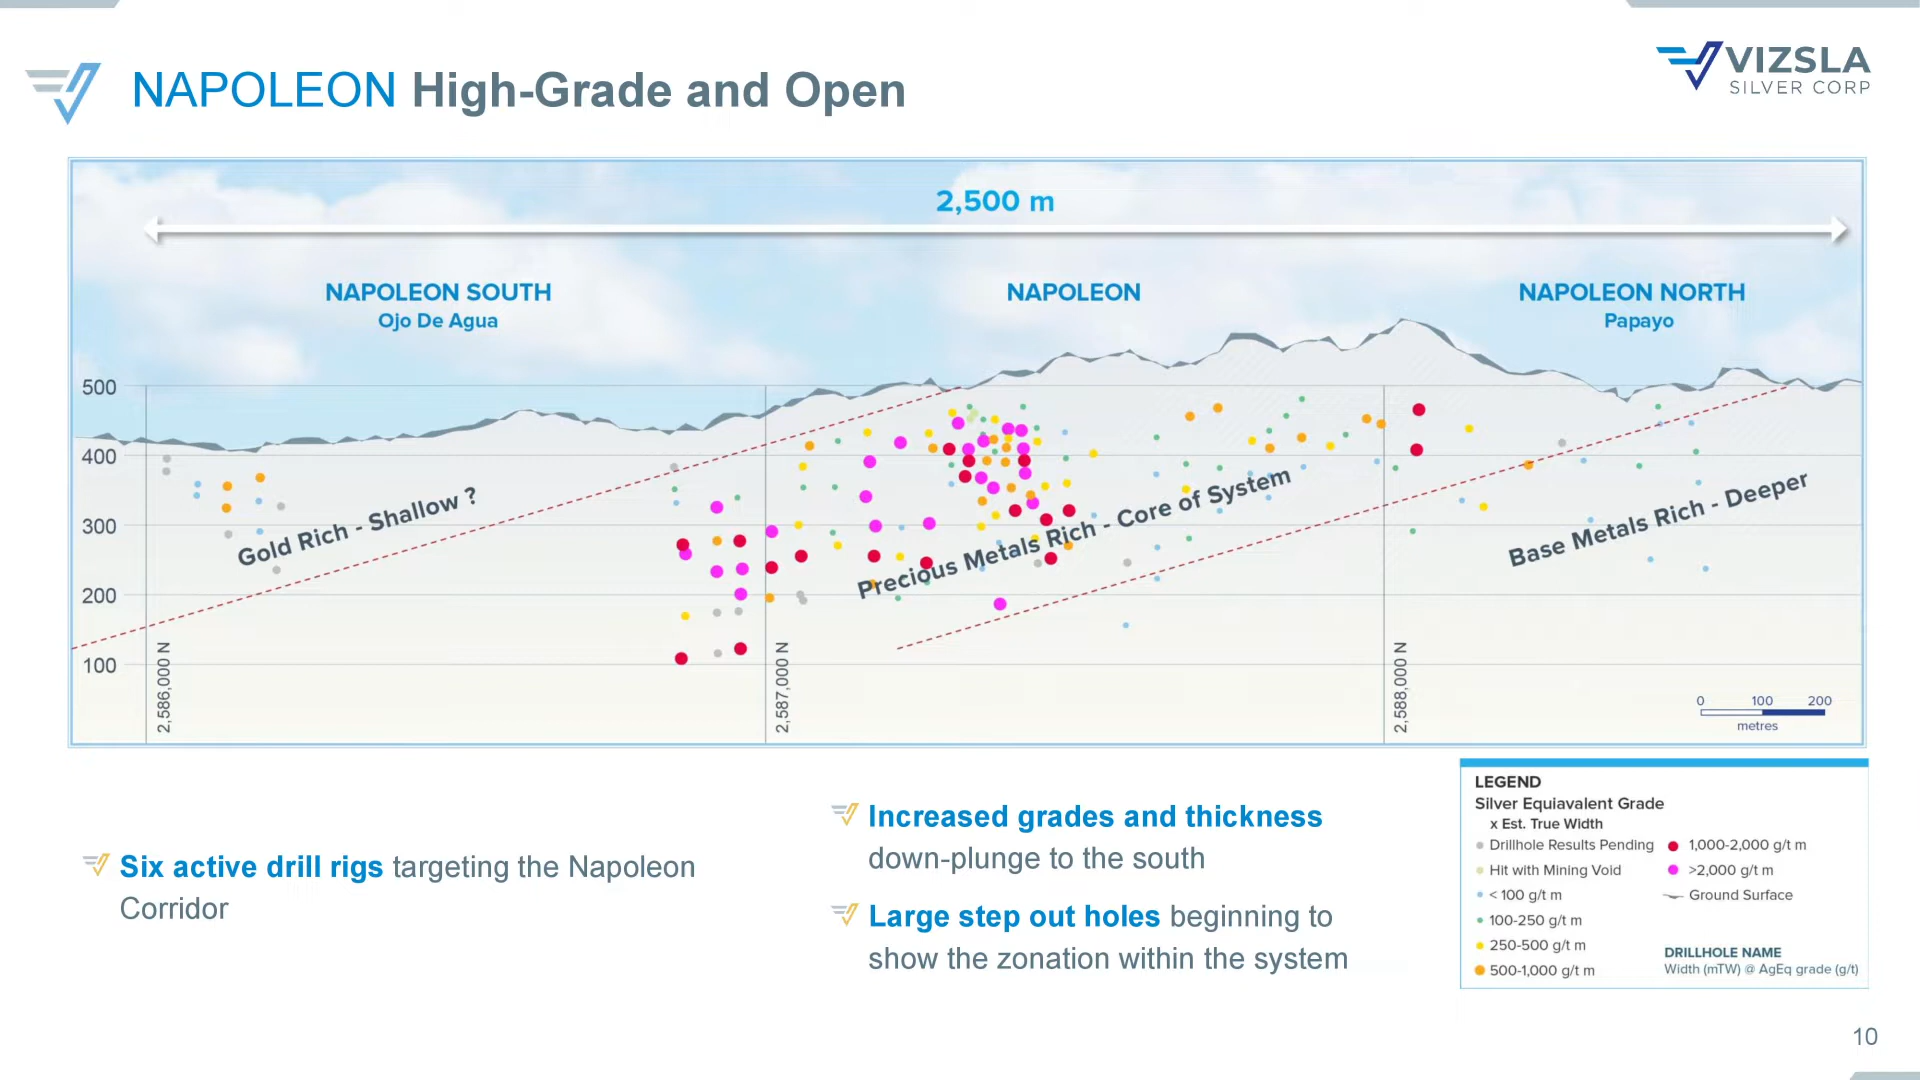 NAPOLEON High-Grade and Open
VIZSLA
SILVER CORP
2,500 m
NAPOLEON SOUTH
Ojo De Agua
NAPOLEON
NAPOLEON NORTH
Papayo
500
400
300
200
100
Gold Rich - Shallow ?
Precious Metals Rich - Core of System
Base Metals Rich - Deeper
2,586,000 N
2,587,000 N
2,588,000 N
0 100 200
metres
Six active drill rigs targeting the Napoleon
Corridor
Increased grades and thickness
down-plunge to the south
Large step out holes beginning to
show the zonation within the system
LEGEND
Silver Equiavalent Grade
x Est. True Width
Drillhole Results Pending
Hit with Mining Void
< 100 g/t m
100-250 g/t m
250-500 g/t m
500-1,000 g/t m
1,000-2,000 g/t m
>2,000 g/t m
Ground Surface
DRILLHOLE NAME
Width (mTW) @ AgEq grade (g/t)
10